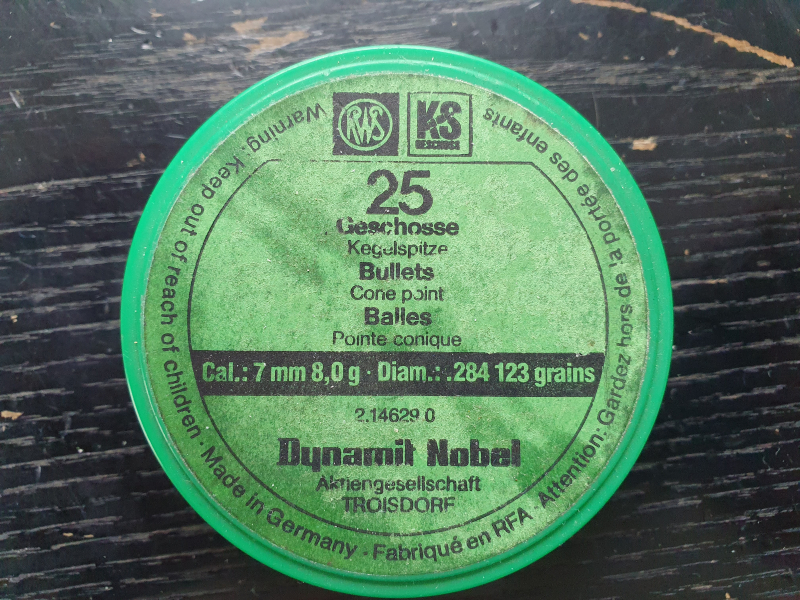 RWS KS
GESCHOSSE
25
Geschosse
Kegelspitze
Bullets
Cone point
Balles
Pointe conique
Cal.: 7 mm 8,0 g · Diam.: .284 123 grains
2.14629 0
Dynamit Nobel
Aktiengesellschaft
TROISDORF
Warning: Keep out of reach of children · Made in Germany · Fabriqué en RFA · Attention: Gardez hors de la portée des enfants